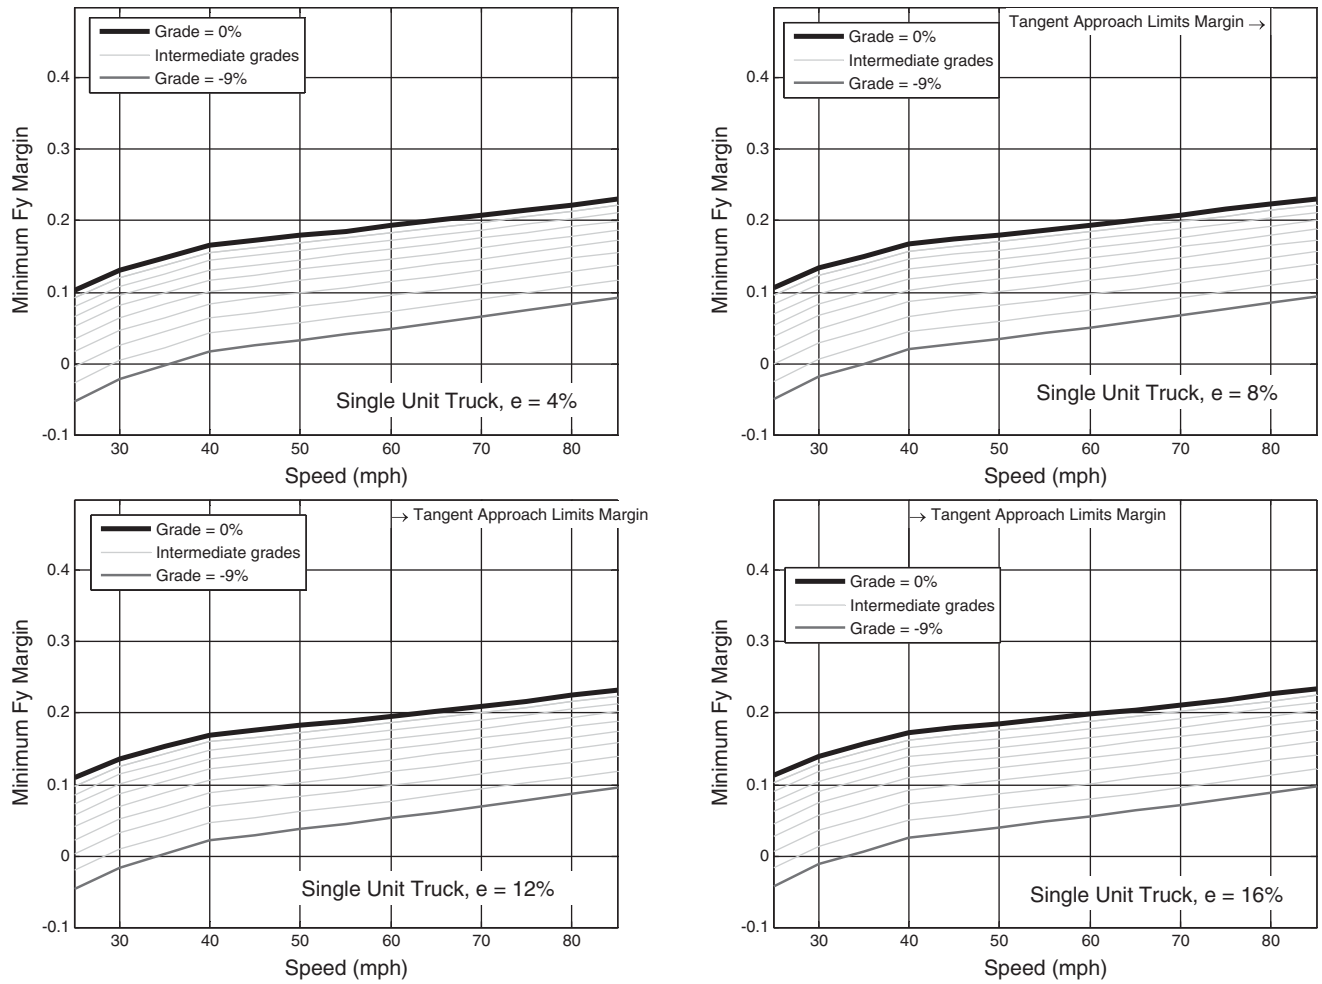 Grade = 0%
Intermediate grades
Grade = -9%
0.4
0.3
0.2
0.1
0
-0.1
Minimum Fy Margin
Single Unit Truck, e = 4%
30 40 50 60 70 80
Speed (mph)
Tangent Approach Limits Margin →
Grade = 0%
Intermediate grades
Grade = -9%
0.4
0.3
0.2
0.1
0
-0.1
Minimum Fy Margin
Single Unit Truck, e = 8%
30 40 50 60 70 80
Speed (mph)
→ Tangent Approach Limits Margin
Grade = 0%
Intermediate grades
Grade = -9%
0.4
0.3
0.2
0.1
0
-0.1
Minimum Fy Margin
Single Unit Truck, e = 12%
30 40 50 60 70 80
Speed (mph)
→ Tangent Approach Limits Margin
Grade = 0%
Intermediate grades
Grade = -9%
0.4
0.3
0.2
0.1
0
-0.1
Minimum Fy Margin
Single Unit Truck, e = 16%
30 40 50 60 70 80
Speed (mph)